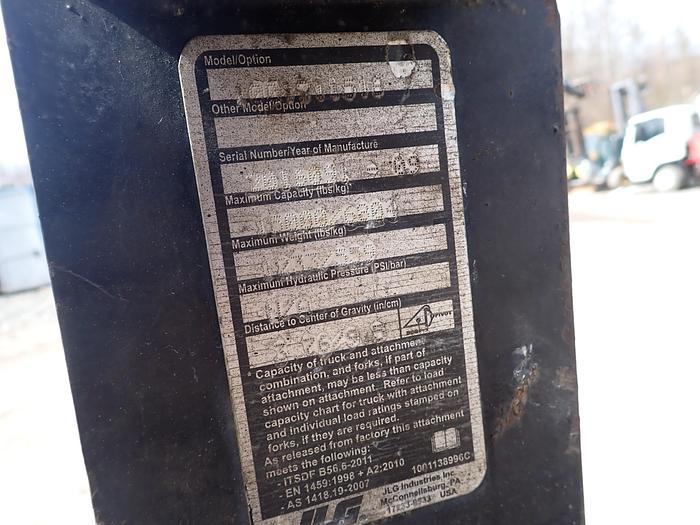 Model/Option
Other Model/Option
Serial Number/Year of Manufacture
- 09
Maximum Capacity (lbs/kg)*
Maximum Weight (lbs/kg)
Maximum Hydraulic Pressure (PSI/bar)
Distance to Center of Gravity (in/cm)
PIVOT
* Capacity of truck and attachment
combination, and forks, if part of
attachment, may be less than capacity
shown on attachment. Refer to load
capacity chart for truck with attachment
and individual load ratings stamped on
forks, if they are required.
As released from factory this attachment
meets the following:
- ITSDF B56.6-2011
- EN 1459:1998 + A2:2010
- AS 1418.19-2007
1001138996C
JLG
JLG Industries Inc.
McConnellsburg, PA
17233-9533 USA